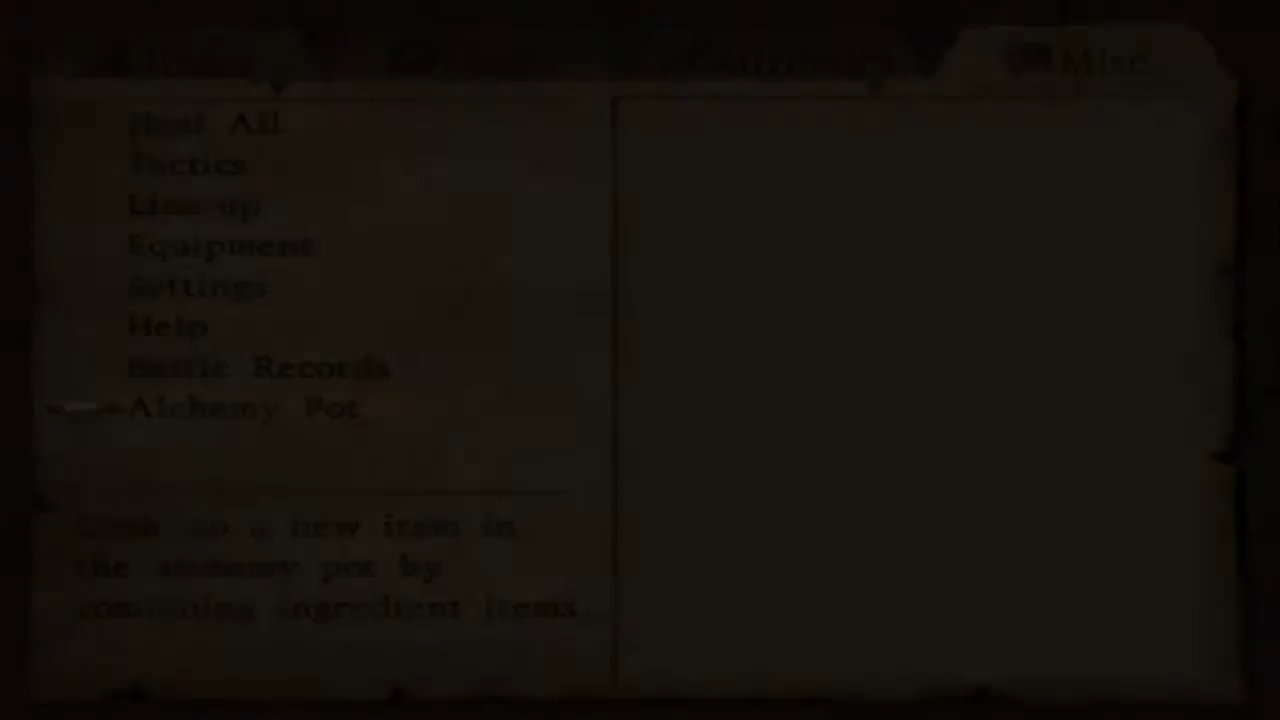 Attributes
Misc.
Heal All
Tactics
Line-up
Equipment
Settings
Help
Battle Records
Alchemy Pot
Cook up a new item in
the alchemy pot by
combining ingredient items.